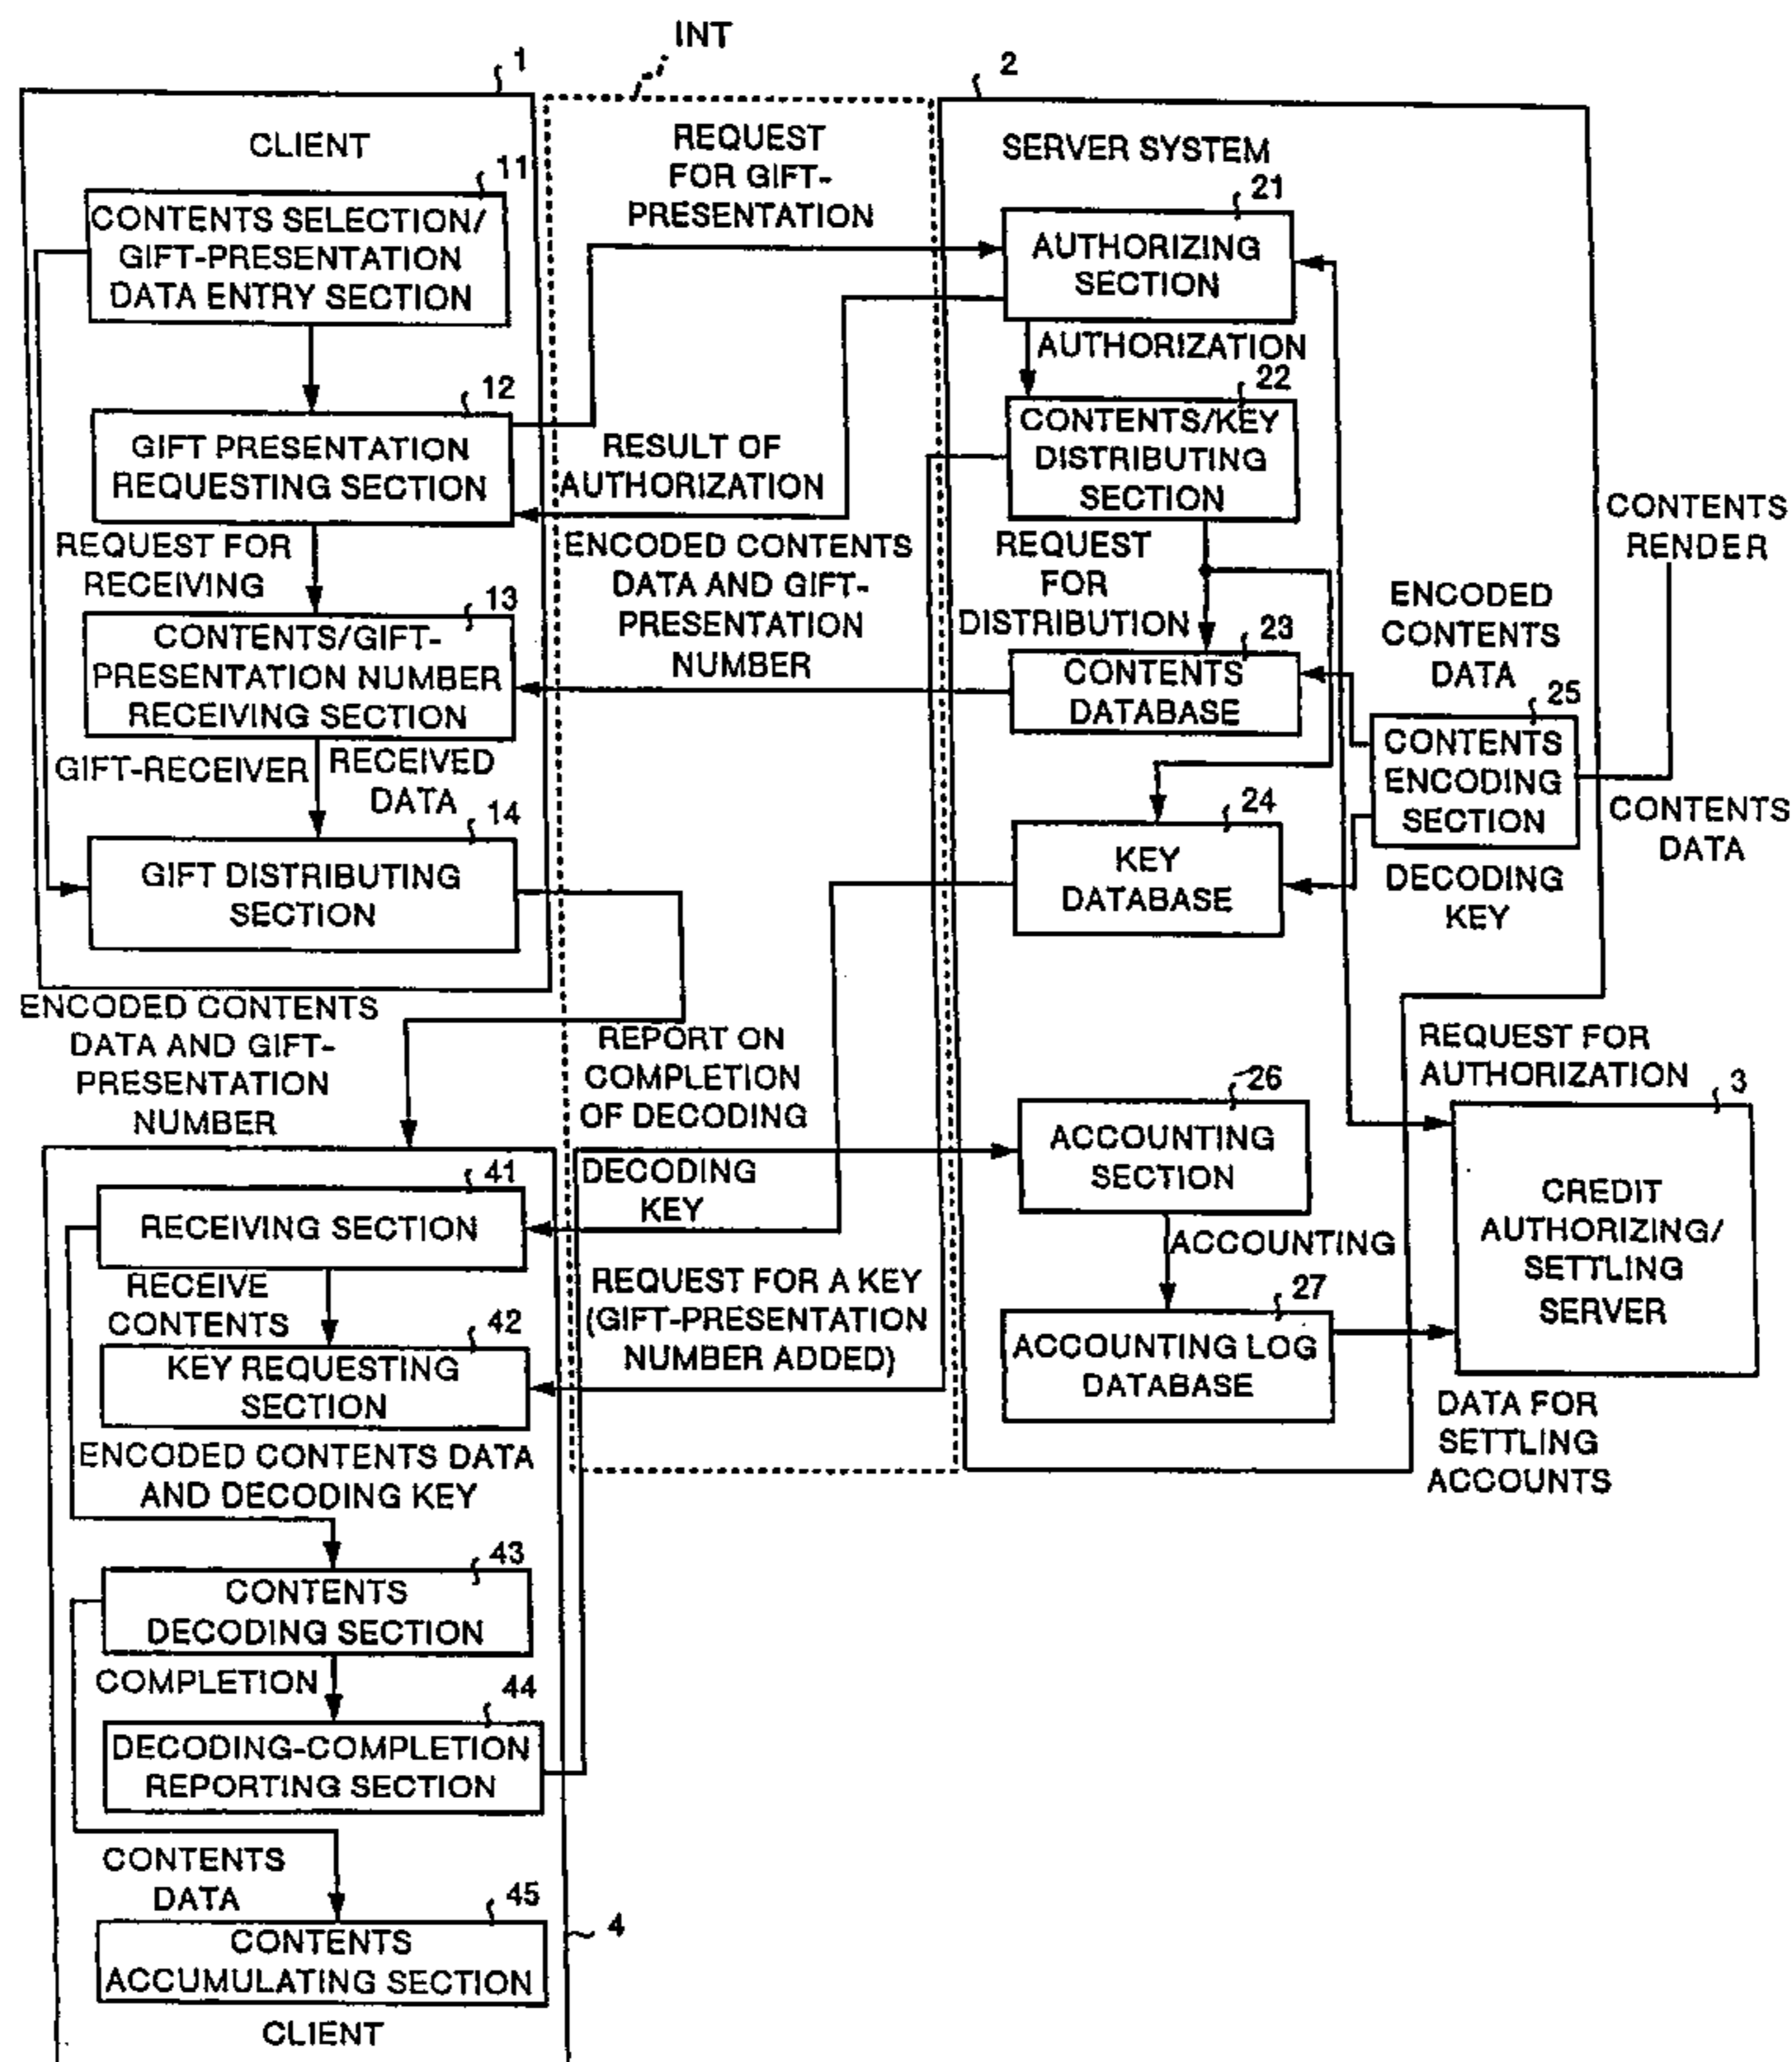 INT
1
2
CLIENT
11
CONTENTS SELECTION/
GIFT-PRESENTATION
DATA ENTRY SECTION
12
GIFT PRESENTATION
REQUESTING SECTION
REQUEST FOR
RECEIVING
13
CONTENTS/GIFT-
PRESENTATION NUMBER
RECEIVING SECTION
GIFT-RECEIVER
RECEIVED
DATA
14
GIFT DISTRIBUTING
SECTION
REQUEST
FOR GIFT-
PRESENTATION
RESULT OF
AUTHORIZATION
ENCODED CONTENTS
DATA AND GIFT-
PRESENTATION
NUMBER
SERVER SYSTEM
21
AUTHORIZING
SECTION
AUTHORIZATION
22
CONTENTS/KEY
DISTRIBUTING
SECTION
REQUEST
FOR
DISTRIBUTION
23
CONTENTS
DATABASE
24
KEY
DATABASE
CONTENTS
RENDER
ENCODED
CONTENTS
DATA
25
CONTENTS
ENCODING
SECTION
CONTENTS
DATA
DECODING
KEY
ENCODED CONTENTS
DATA AND GIFT-
PRESENTATION
NUMBER
REPORT ON
COMPLETION
OF DECODING
DECODING
KEY
REQUEST FOR A KEY
(GIFT-PRESENTATION
NUMBER ADDED)
26
ACCOUNTING
SECTION
ACCOUNTING
27
ACCOUNTING LOG
DATABASE
REQUEST FOR
AUTHORIZATION
3
CREDIT
AUTHORIZING/
SETTLING
SERVER
DATA FOR
SETTLING
ACCOUNTS
41
RECEIVING SECTION
RECEIVE
CONTENTS
42
KEY REQUESTING
SECTION
ENCODED CONTENTS DATA
AND DECODING KEY
43
CONTENTS
DECODING SECTION
COMPLETION
44
DECODING-COMPLETION
REPORTING SECTION
CONTENTS
DATA
45
CONTENTS
ACCUMULATING SECTION
4
CLIENT